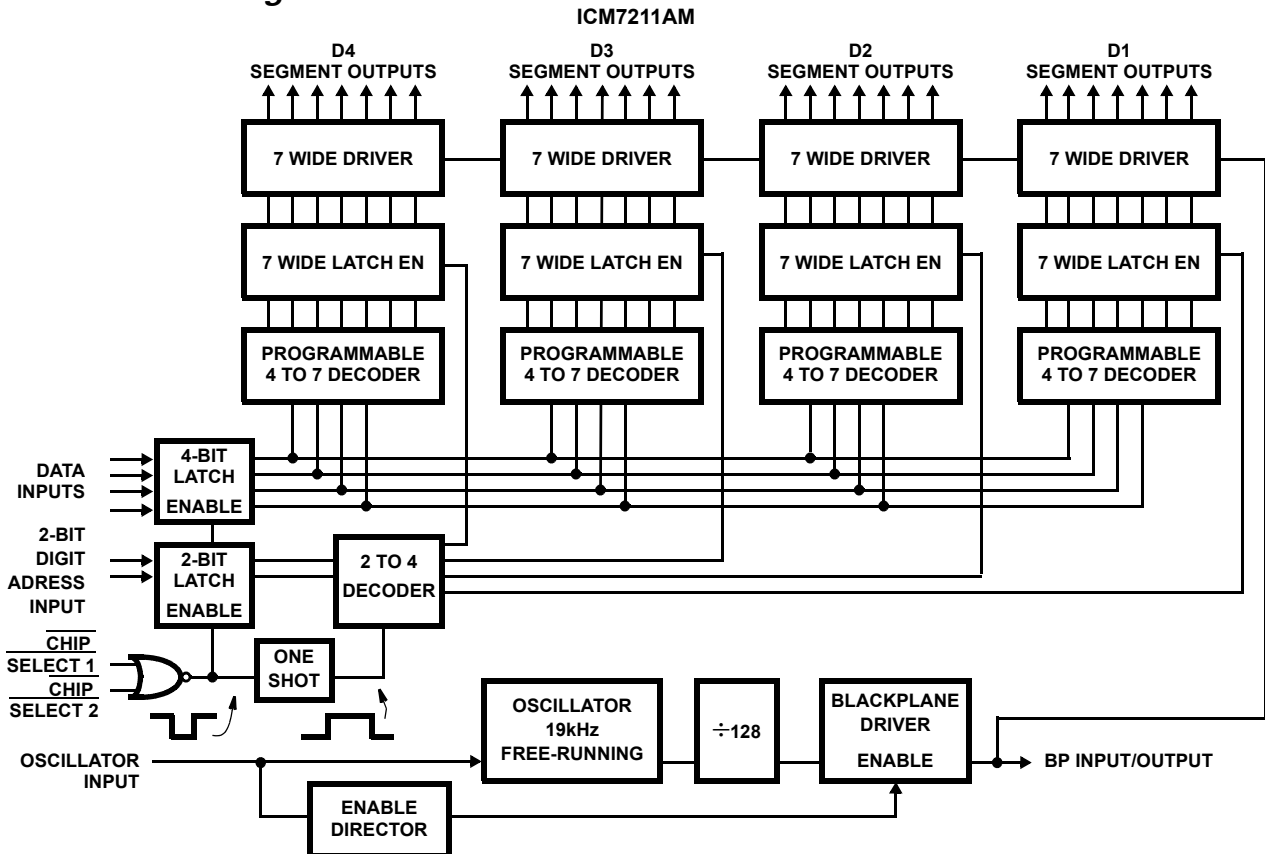 ICM7211AM
D4
SEGMENT OUTPUTS
D3
SEGMENT OUTPUTS
D2
SEGMENT OUTPUTS
D1
SEGMENT OUTPUTS
7 WIDE DRIVER
7 WIDE DRIVER
7 WIDE DRIVER
7 WIDE DRIVER
7 WIDE LATCH EN
7 WIDE LATCH EN
7 WIDE LATCH EN
7 WIDE LATCH EN
PROGRAMMABLE
4 TO 7 DECODER
PROGRAMMABLE
4 TO 7 DECODER
PROGRAMMABLE
4 TO 7 DECODER
PROGRAMMABLE
4 TO 7 DECODER
DATA
INPUTS
4-BIT
LATCH
ENABLE
2-BIT
DIGIT
ADRESS
INPUT
2-BIT
LATCH
ENABLE
2 TO 4
DECODER
CHIP
SELECT 1
CHIP
SELECT 2
ONE
SHOT
OSCILLATOR
INPUT
OSCILLATOR
19kHz
FREE-RUNNING
÷128
BLACKPLANE
DRIVER
ENABLE
BP INPUT/OUTPUT
ENABLE
DIRECTOR